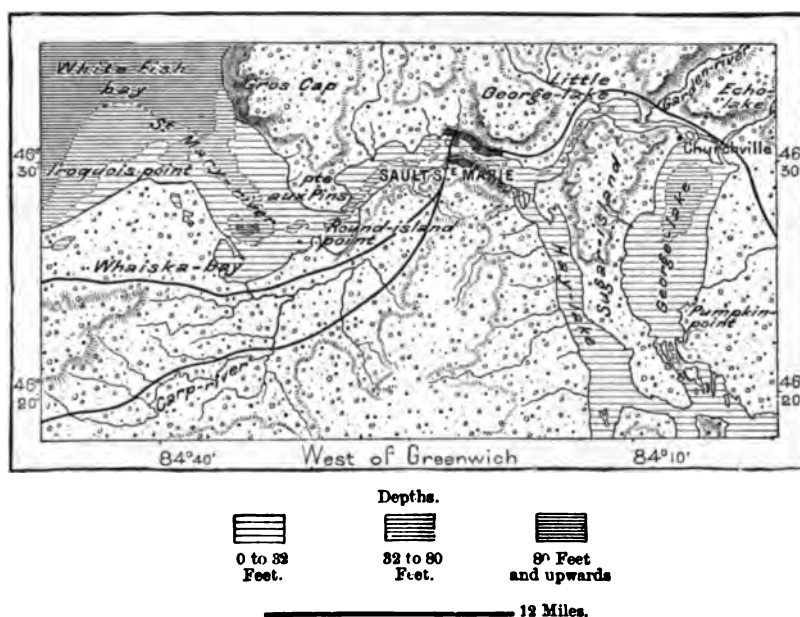 White-fish
bay
Gros Cap
Little
George-lake
Garden-river
Echo-
lake
St Mary-river
Iroquois-point
pte
aux Pins
SAULT STE MARIE
Churchville
46°
30'
46°
30'
Round-island
point
Whaiska-bay
Hay-lake
Sugar-island
George-lake
Pumpkin-
point
Carp-river
46°
20'
46°
20'
84°40'
West of Greenwich
84°10'
Depths.
0 to 32
Feet.
32 to 80
Feet.
80 Feet
and upwards
12 Miles.